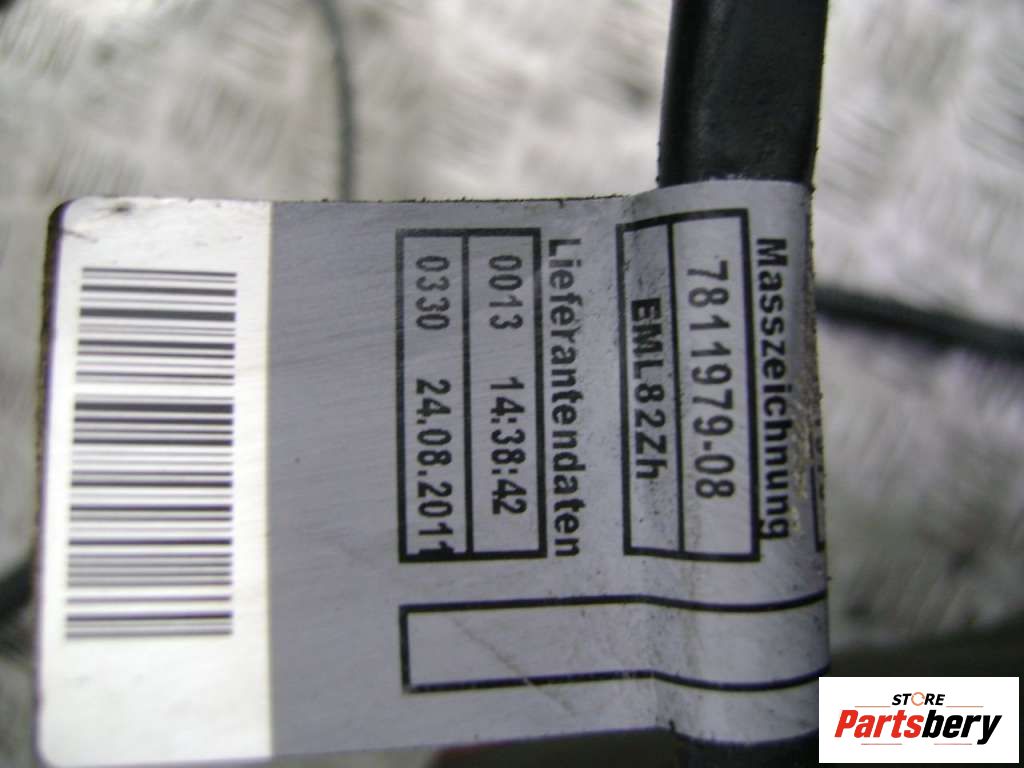 Masszeichnung
7811979-08
EML82Zh
Lieferantendaten
0013 14:38:42
0330 24.08.2011
STORE
Partsbery